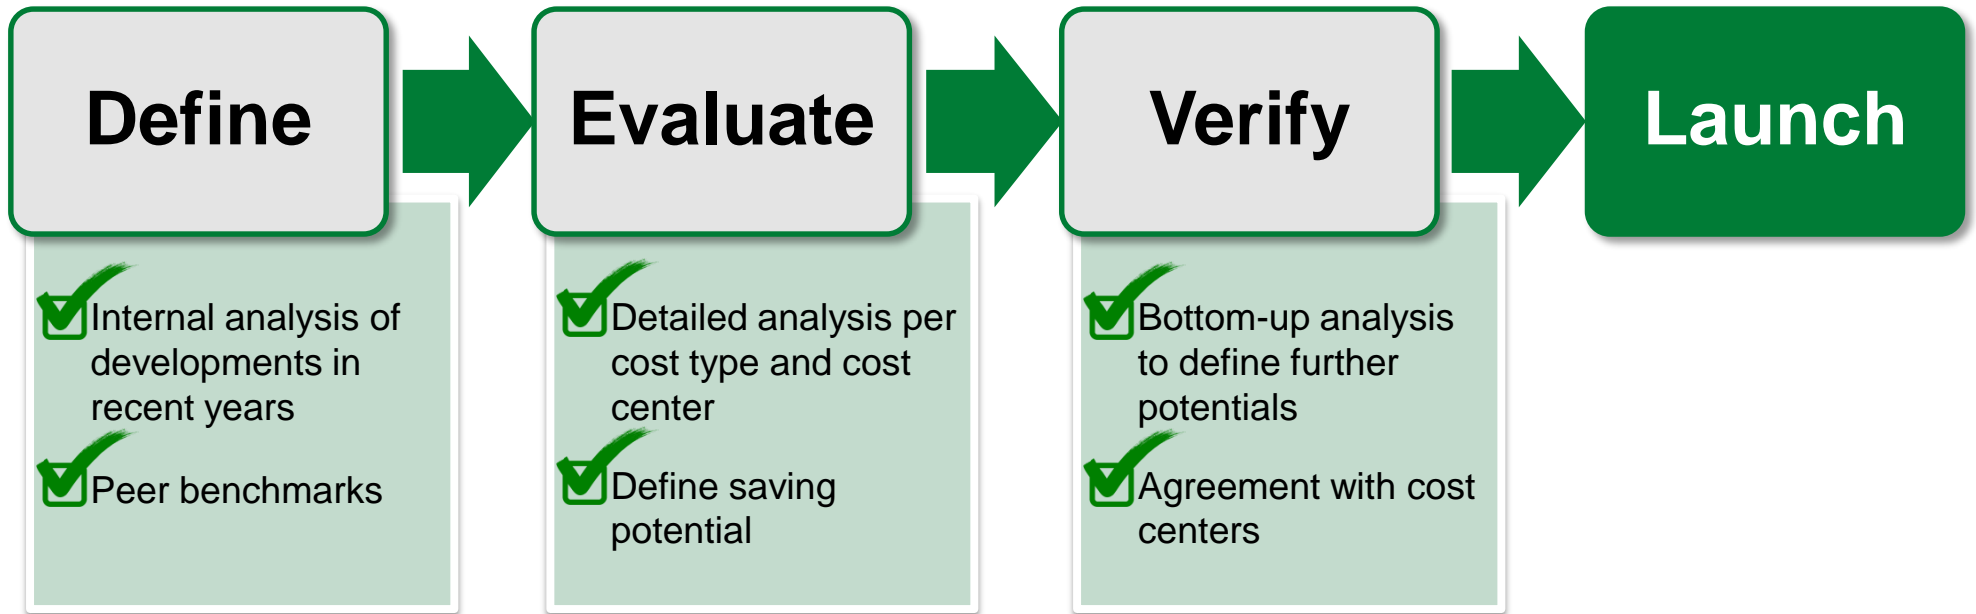 Define
Evaluate
Verify
Launch
Internal analysis of
developments in
recent years
Peer benchmarks
Detailed analysis per
cost type and cost
center
Define saving
potential
Bottom-up analysis
to define further
potentials
Agreement with cost
centers